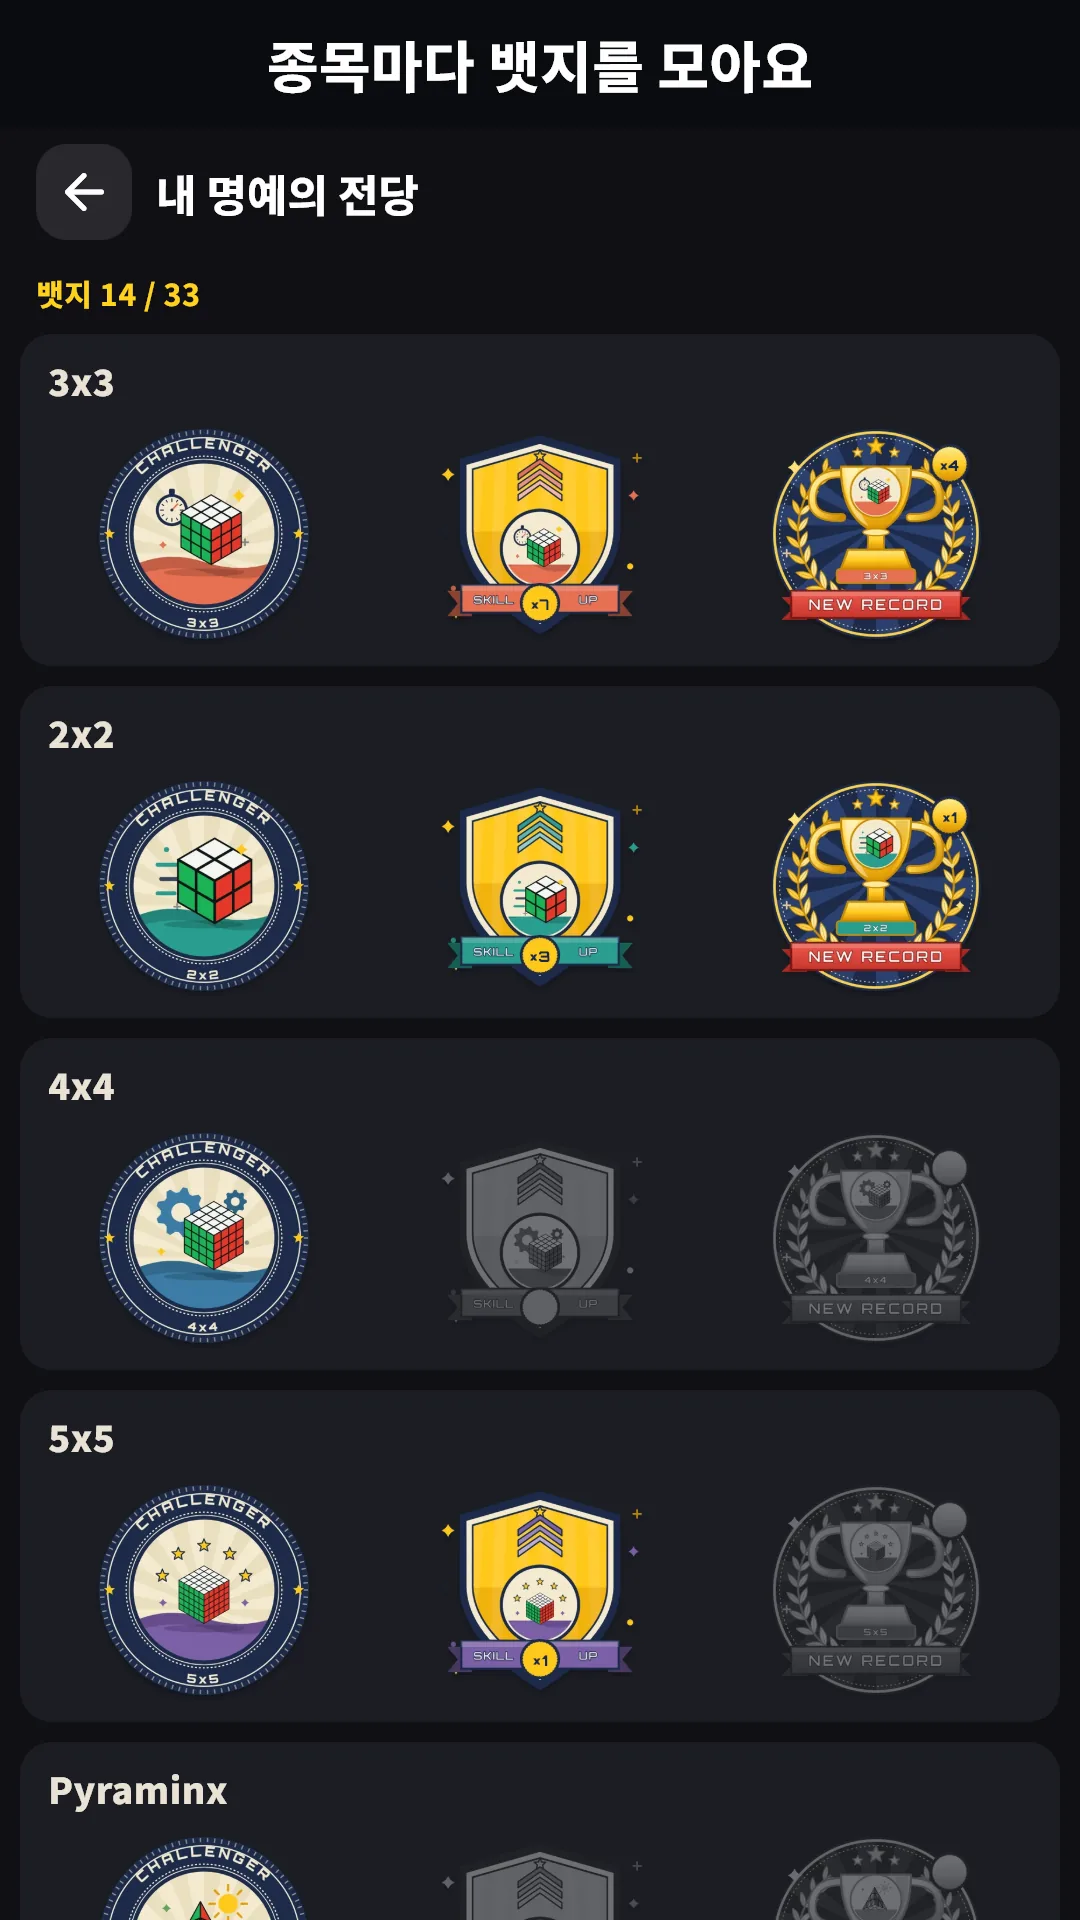 종목마다 뱃지를 모아요
내 명예의 전당
뱃지 14 / 33
3x3
CHALLENGER
3x3
SKILL x7 UP
x4
3x3
NEW RECORD
2x2
CHALLENGER
2x2
SKILL x3 UP
x1
2x2
NEW RECORD
4x4
CHALLENGER
4x4
SKILL UP
4x4
NEW RECORD
5x5
CHALLENGER
5x5
SKILL x1 UP
5x5
NEW RECORD
Pyraminx
CHALLENGER